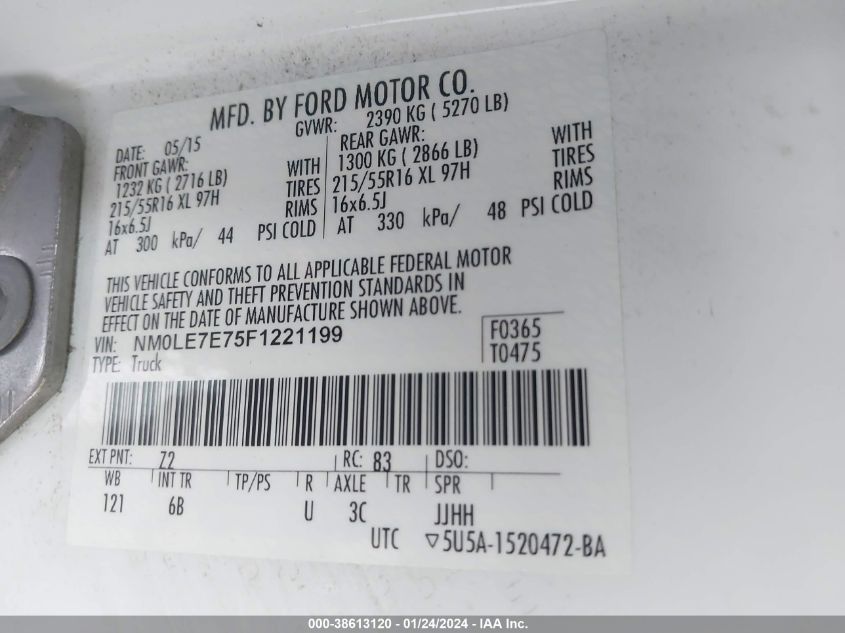 MFD. BY FORD MOTOR CO.
DATE: 05/15 GVWR: 2390 KG ( 5270 LB)
FRONT GAWR: REAR GAWR:
1232 KG ( 2716 LB) WITH 1300 KG ( 2866 LB) WITH
215/55R16 XL 97H TIRES 215/55R16 XL 97H TIRES
16x6.5J RIMS 16x6.5J RIMS
AT 300 kPa/ 44 PSI COLD AT 330 kPa/ 48 PSI COLD
THIS VEHICLE CONFORMS TO ALL APPLICABLE FEDERAL MOTOR
VEHICLE SAFETY AND THEFT PREVENTION STANDARDS IN
EFFECT ON THE DATE OF MANUFACTURE SHOWN ABOVE.
VIN: NM0LE7E75F1221199 F0365
TYPE: Truck T0475
EXT PNT: Z2 RC: 83 DSO:
WB INT TR TP/PS R AXLE TR SPR
121 6B U 3C JJHH
UTC ▽5U5A-1520472-BA
000-38613120 - 01/24/2024 - IAA Inc.